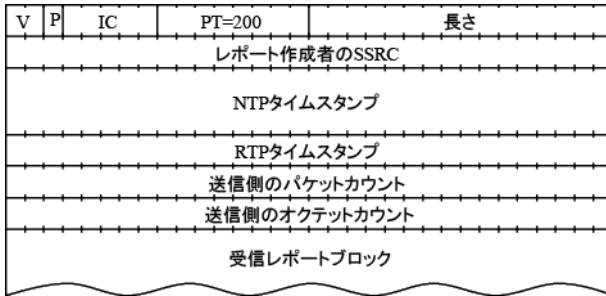 V P IC PT=200 長さ
レポート作成者のSSRC
NTPタイムスタンプ
RTPタイムスタンプ
送信側のパケットカウント
送信側のオクテットカウント
受信レポートブロック